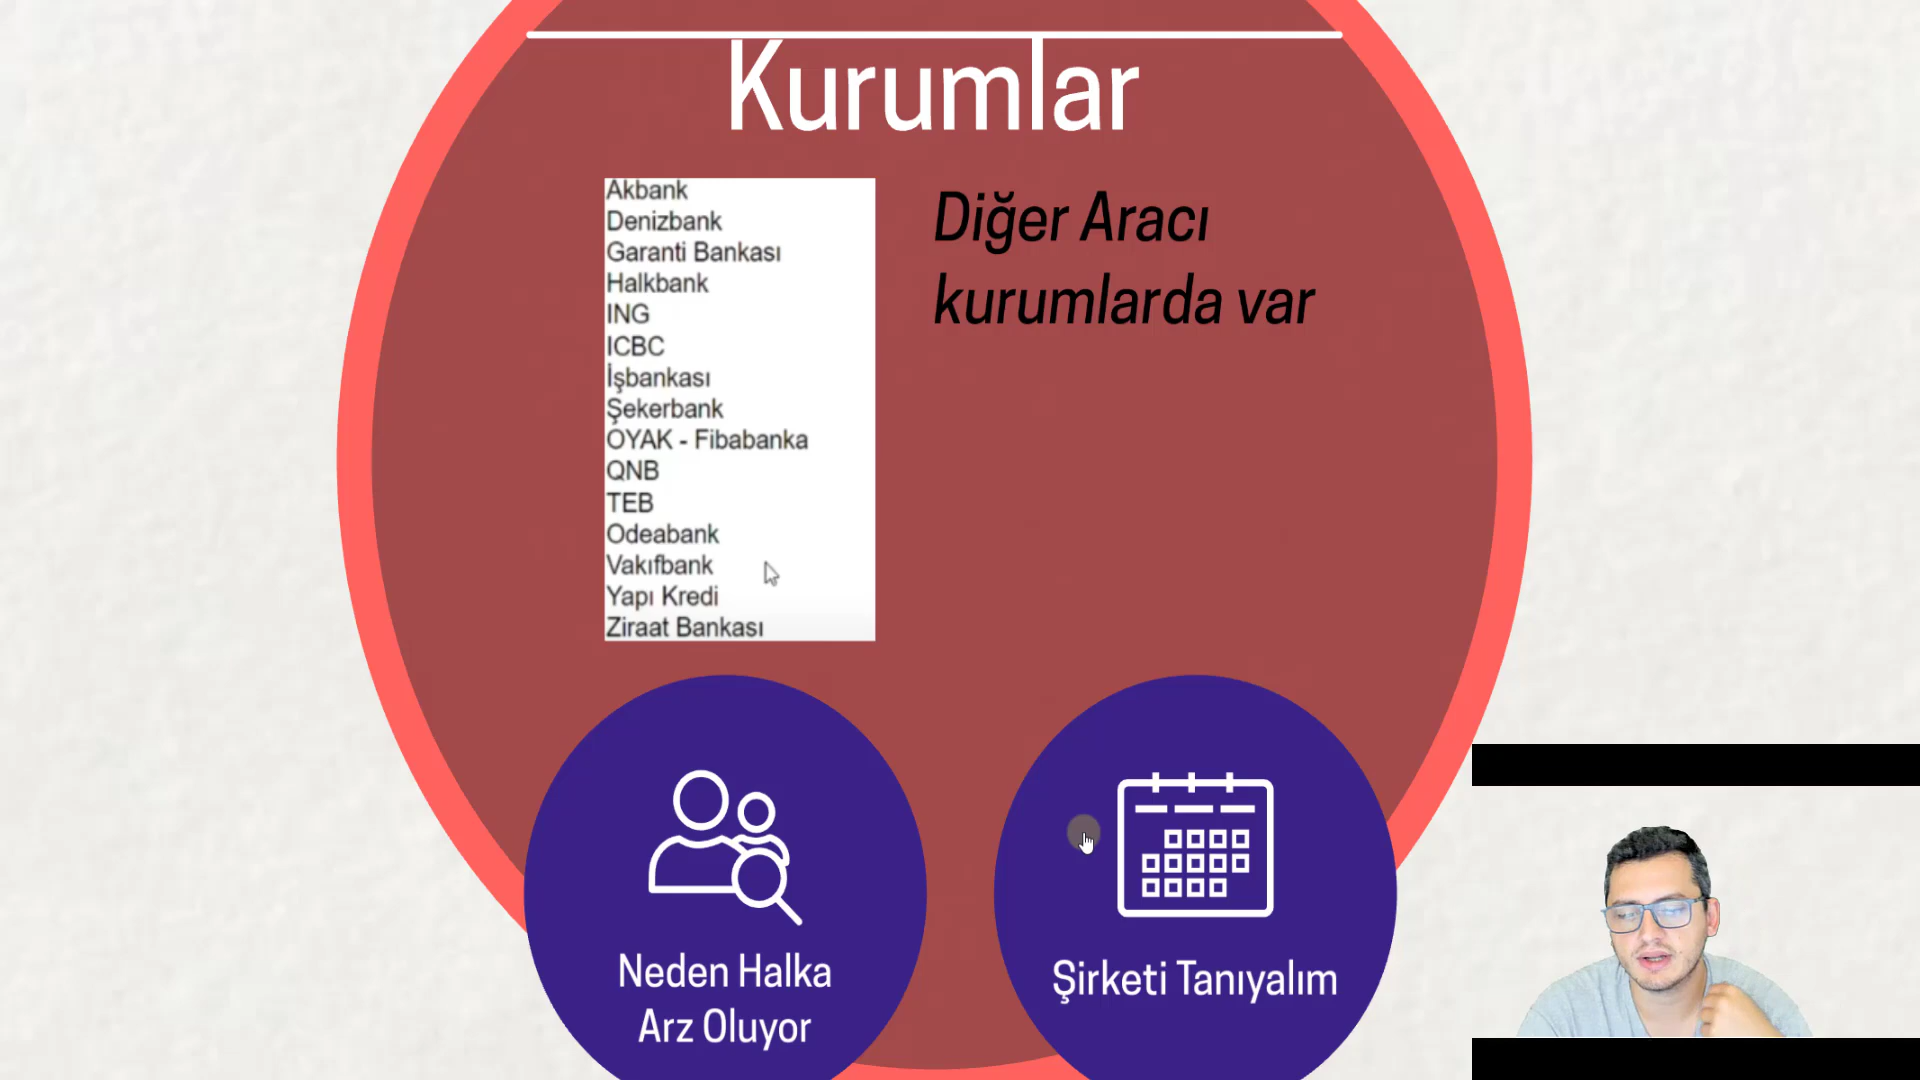 Kurumlar
Akbank
Denizbank
Garanti Bankası
Halkbank
ING
ICBC
İşbankası
Şekerbank
OYAK - Fibabanka
QNB
TEB
Odeabank
Vakıfbank
Yapı Kredi
Ziraat Bankası
Diğer Aracı
kurumlarda var
Neden Halka
Arz Oluyor
Şirketi Tanıyalım